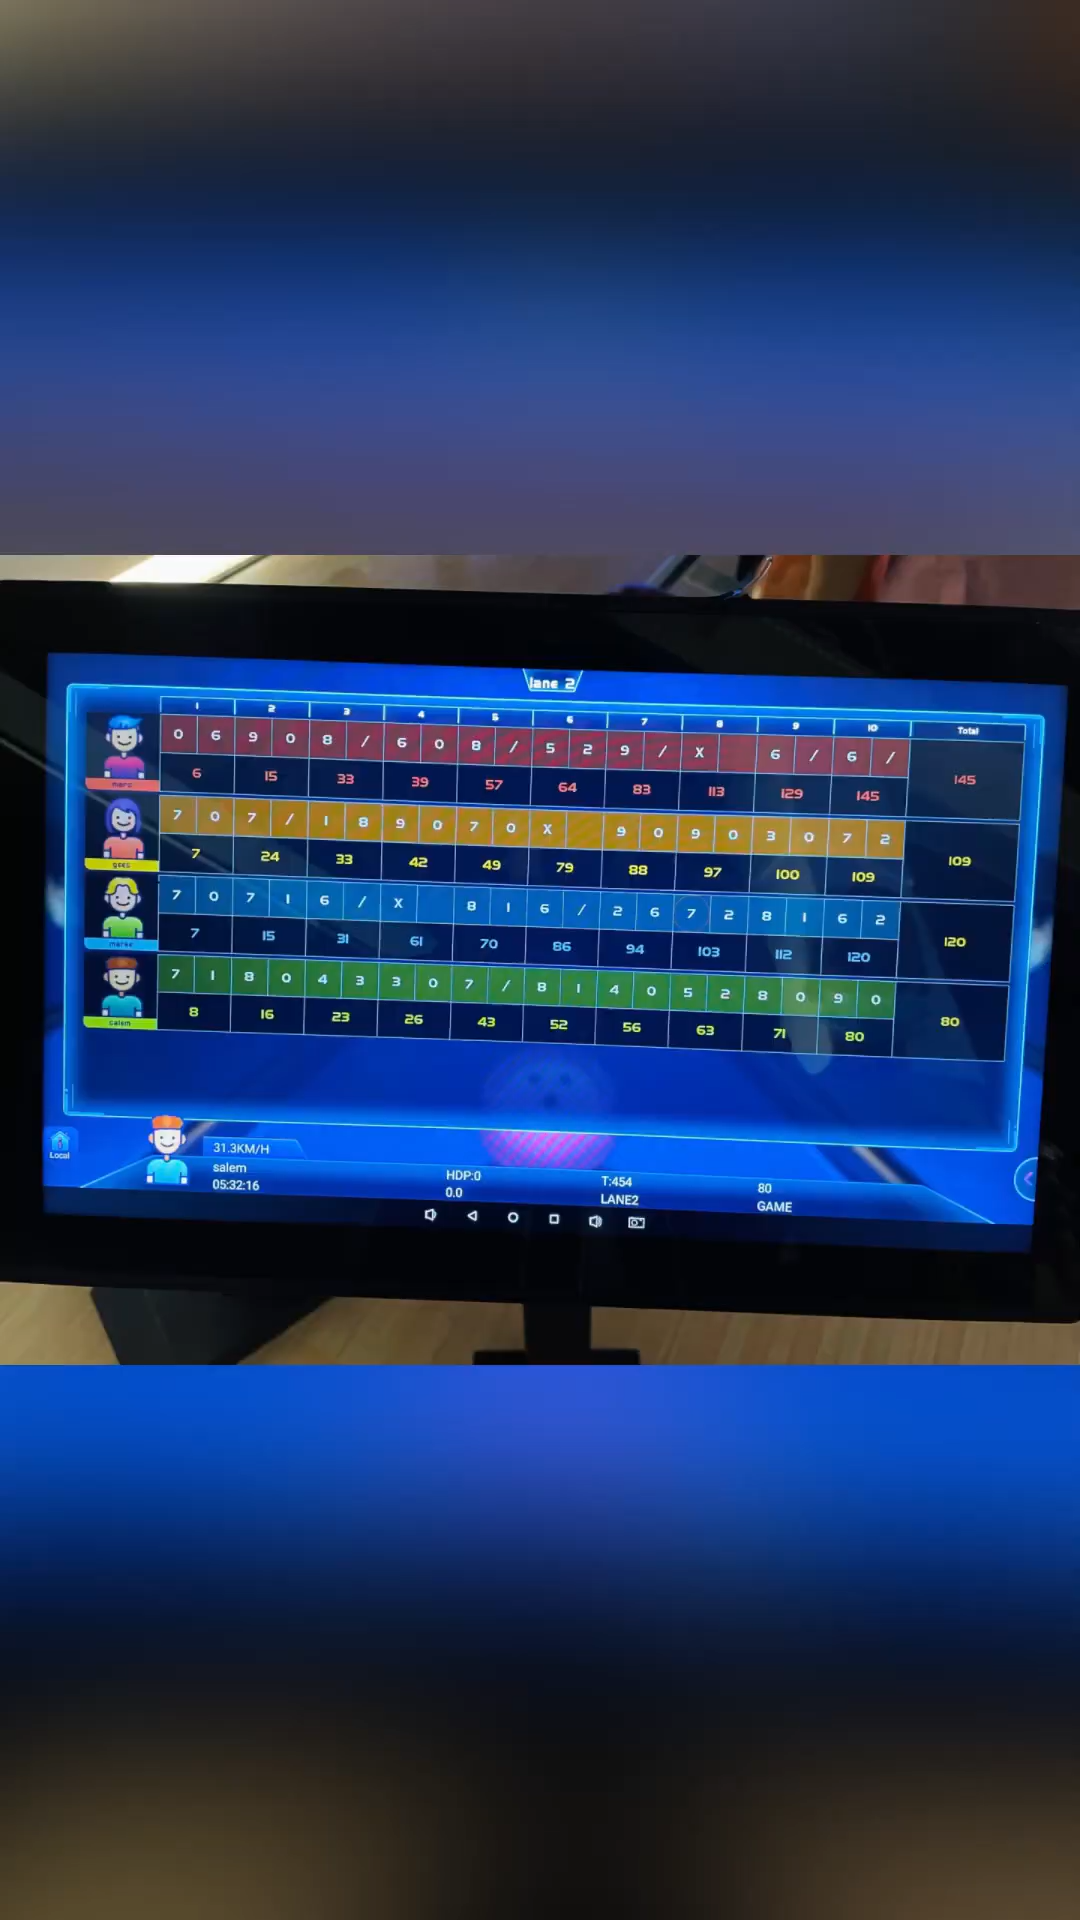 lane 2
1 2 3 4 5 6 7 8 9 10 Total
0 6 9 0 8 / 6 0 8 / 5 2 9 / X 6 / 6 /
6 15 33 39 57 64 83 113 129 145 145
7 0 7 / 1 8 9 0 7 0 X 9 0 9 0 3 0 7 2
7 24 33 42 49 79 88 97 100 109 109
7 0 7 1 6 / X 8 1 6 / 2 6 7 2 8 1 6 2
7 15 31 61 70 86 94 103 112 120 120
7 1 8 0 4 3 3 0 7 / 8 1 4 0 5 2 8 0 9 0
salem
8 16 23 26 43 52 56 63 71 80 80
Local
31.3KM/H
salem HDP:0 T:454 80
05:32:16 0.0 LANE2 GAME